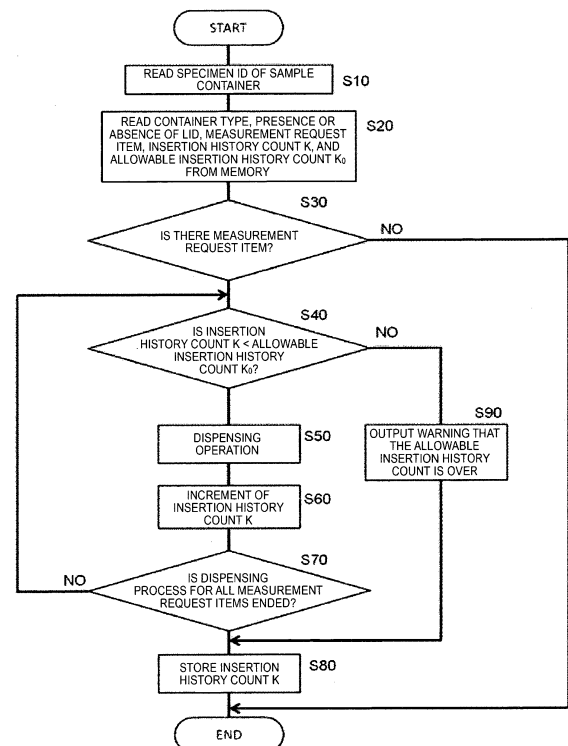 START
READ SPECIMEN ID OF SAMPLE
CONTAINER
S10
READ CONTAINER TYPE, PRESENCE OR
ABSENCE OF LID, MEASUREMENT REQUEST
ITEM, INSERTION HISTORY COUNT K, AND
ALLOWABLE INSERTION HISTORY COUNT K₀
FROM MEMORY
S20
S30
IS THERE MEASUREMENT
REQUEST ITEM?
NO
S40
IS INSERTION
HISTORY COUNT K < ALLOWABLE
INSERTION HISTORY
COUNT K₀?
NO
S90
OUTPUT WARNING THAT
THE ALLOWABLE
INSERTION HISTORY
COUNT IS OVER
DISPENSING
OPERATION
S50
INCREMENT OF
INSERTION HISTORY
COUNT K
S60
S70
NO
IS DISPENSING
PROCESS FOR ALL MEASUREMENT
REQUEST ITEMS ENDED?
STORE INSERTION
HISTORY COUNT K
S80
END